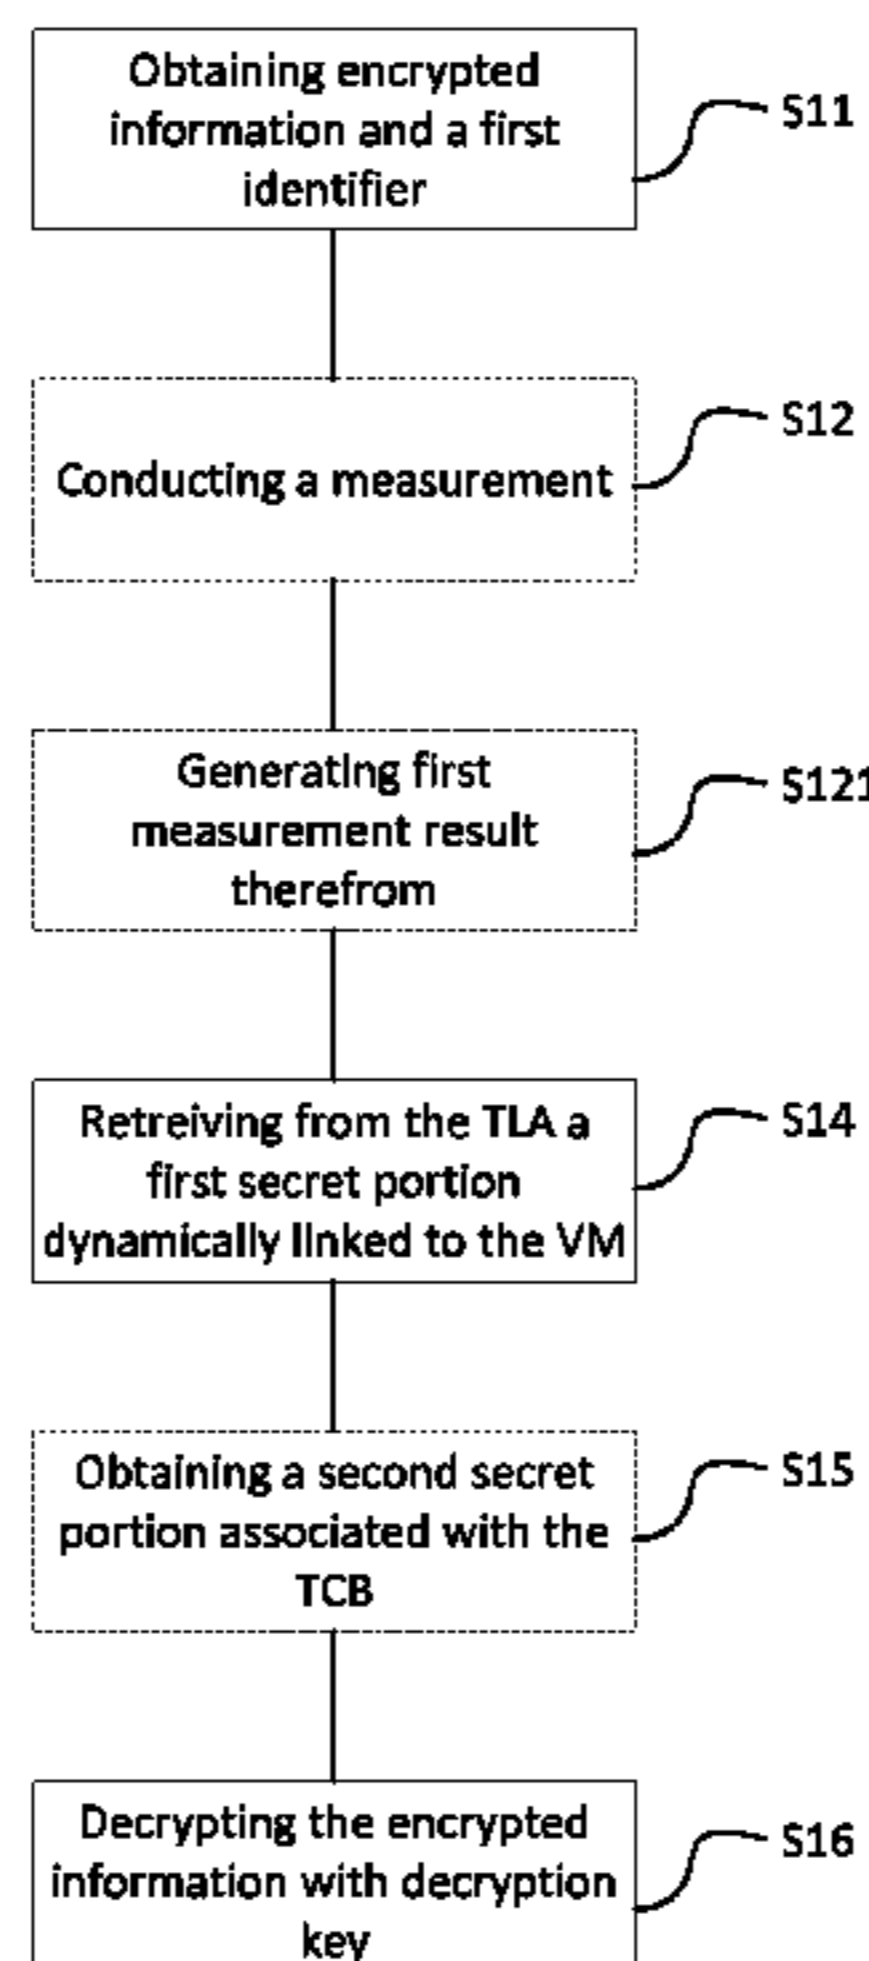 Obtaining encrypted
information and a first
identifier
S11
Conducting a measurement
S12
Generating first
measurement result
therefrom
S121
Retreiving from the TLA a
first secret portion
dynamically linked to the VM
S14
Obtaining a second secret
portion associated with the
TCB
S15
Decrypting the encrypted
information with decryption
key
S16